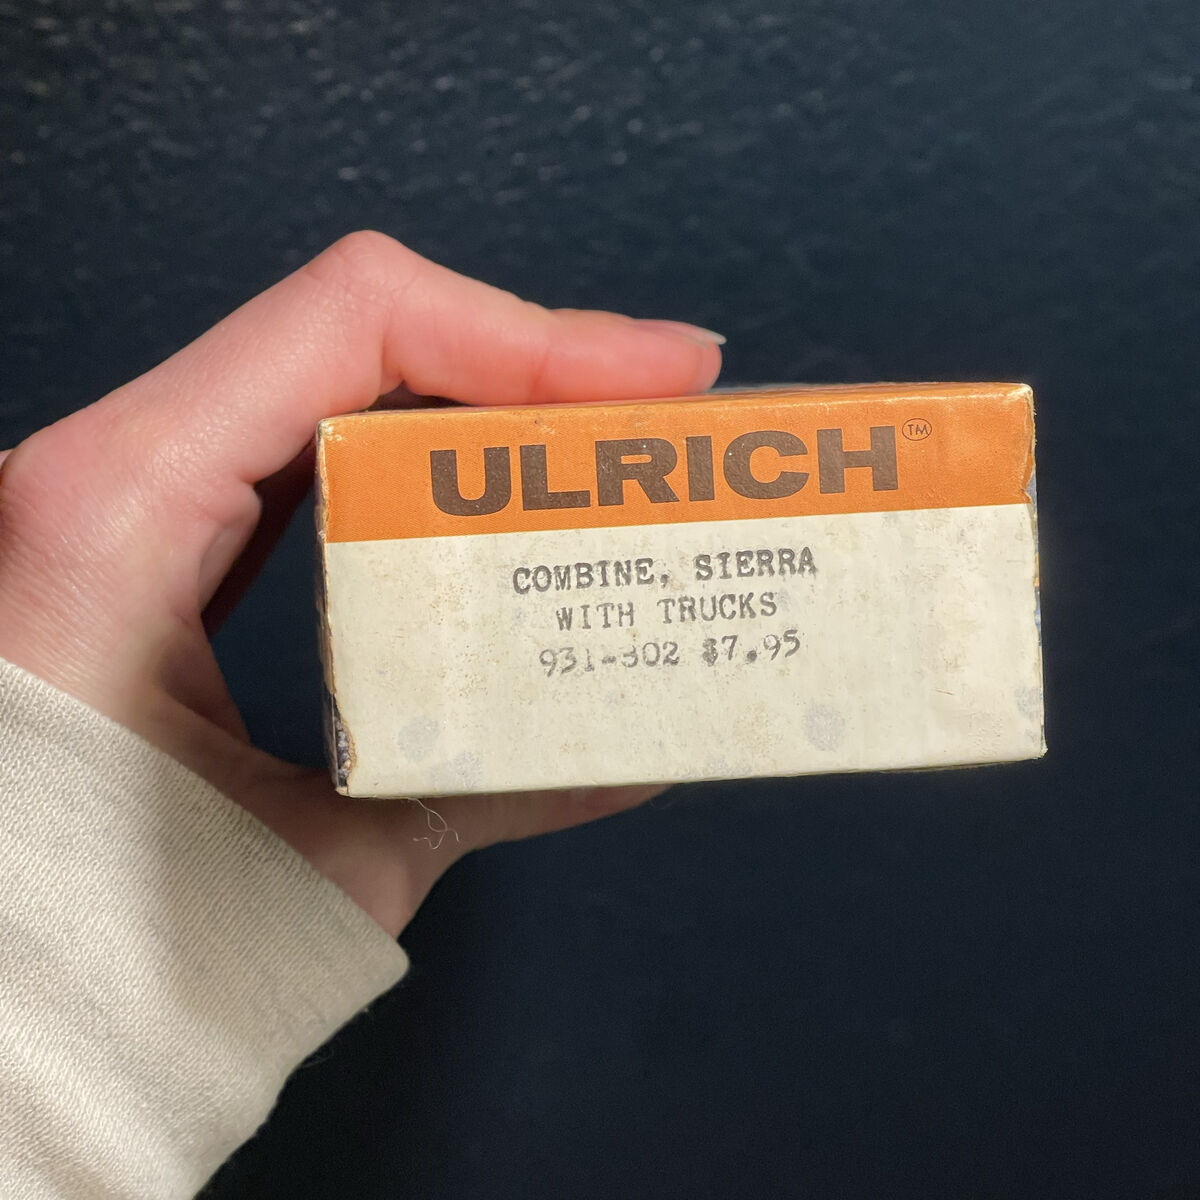 ULRICH™
COMBINE, SIERRA
WITH TRUCKS
931-302 $7.95